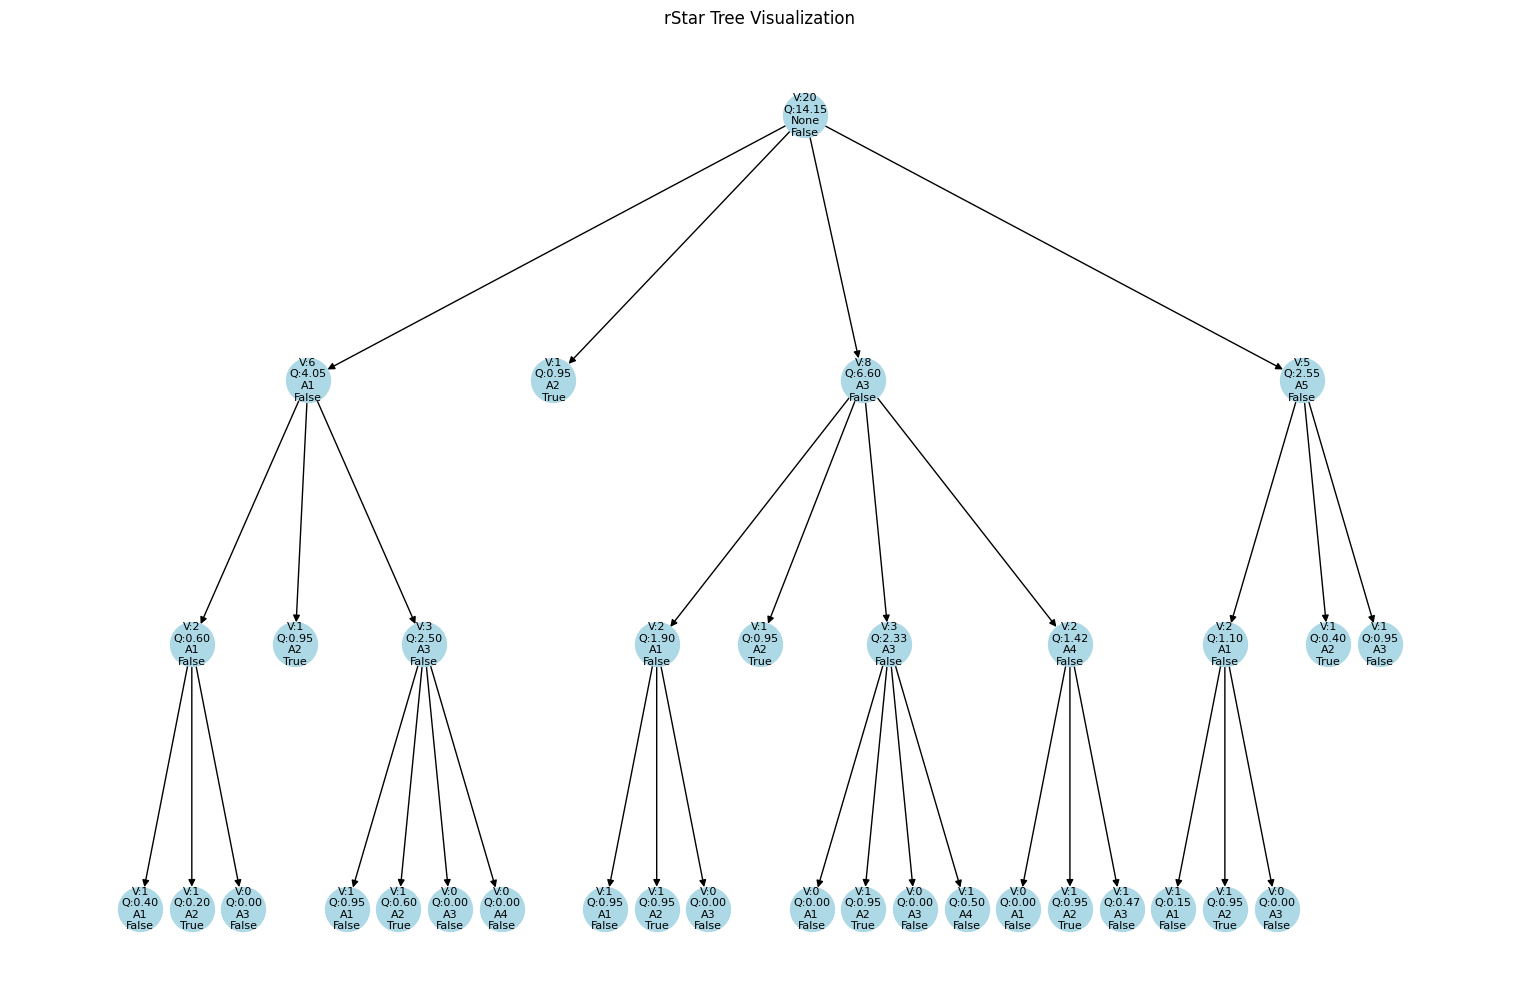 rStar Tree Visualization
V:20
Q:14.15
None
False
V:6
Q:4.05
A1
False
V:1
Q:0.95
A2
True
V:8
Q:6.60
A3
False
V:5
Q:2.55
A5
False
V:2
Q:0.60
A1
False
V:1
Q:0.95
A2
True
V:3
Q:2.50
A3
False
V:2
Q:1.90
A1
False
V:1
Q:0.95
A2
True
V:3
Q:2.33
A3
False
V:2
Q:1.42
A4
False
V:2
Q:1.10
A1
False
V:1
Q:0.40
A2
True
V:1
Q:0.95
A3
False
V:1
Q:0.40
A1
False
V:1
Q:0.20
A2
True
V:0
Q:0.00
A3
False
V:1
Q:0.95
A1
False
V:1
Q:0.60
A2
True
V:0
Q:0.00
A3
False
V:0
Q:0.00
A4
False
V:1
Q:0.95
A1
False
V:1
Q:0.95
A2
True
V:0
Q:0.00
A3
False
V:0
Q:0.00
A1
False
V:1
Q:0.95
A2
True
V:0
Q:0.00
A3
False
V:1
Q:0.50
A4
False
V:0
Q:0.00
A1
False
V:1
Q:0.95
A2
True
V:1
Q:0.47
A3
False
V:1
Q:0.15
A1
False
V:1
Q:0.95
A2
True
V:0
Q:0.00
A3
False